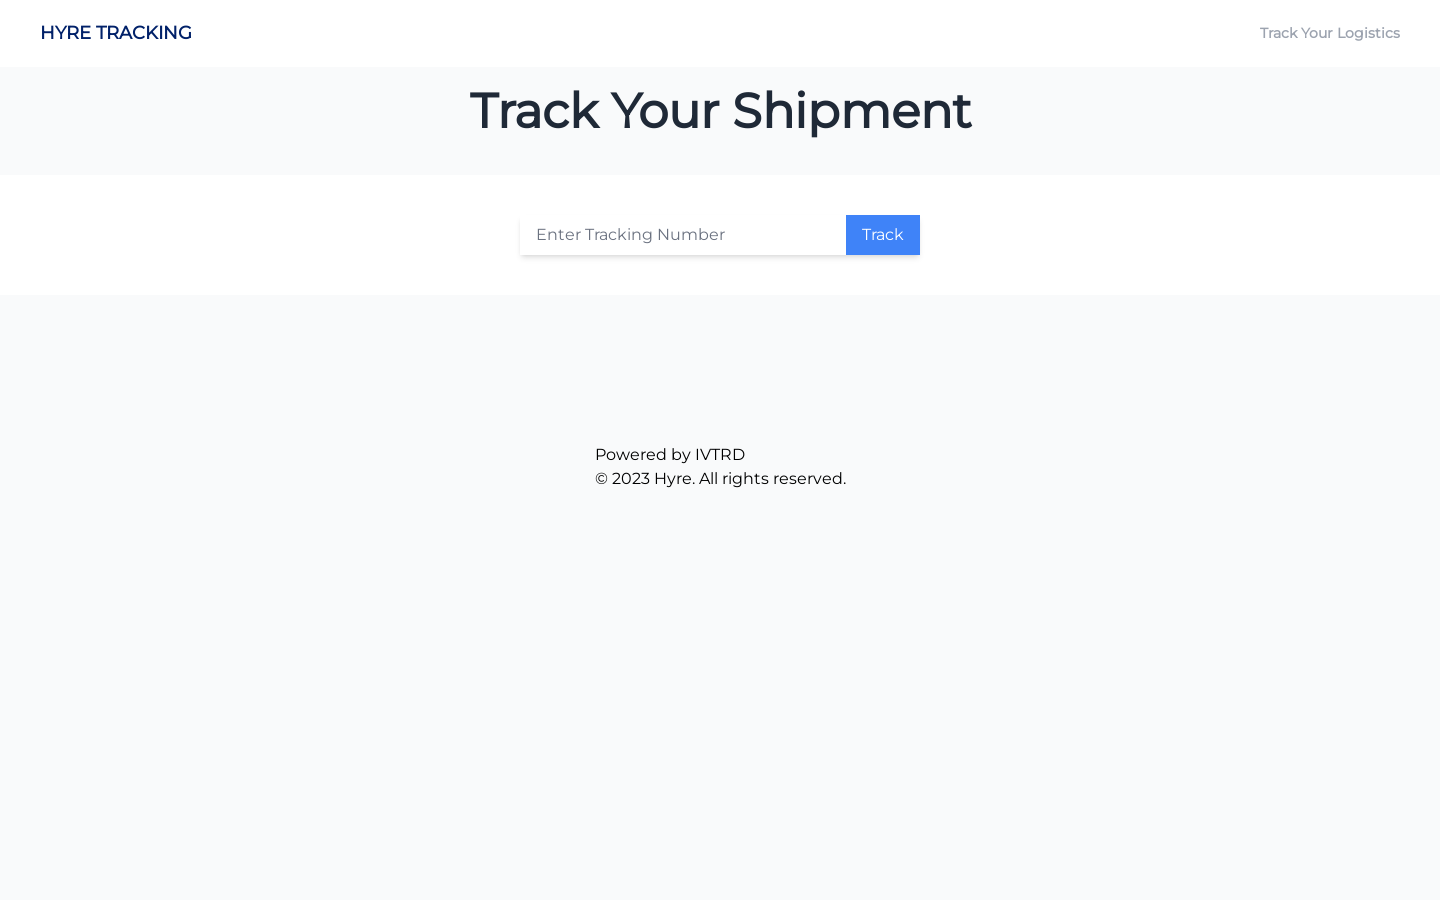 HYRE TRACKING
Track Your Logistics
Track Your Shipment
Enter Tracking Number
Track
Powered by IVTRD
© 2023 Hyre. All rights reserved.